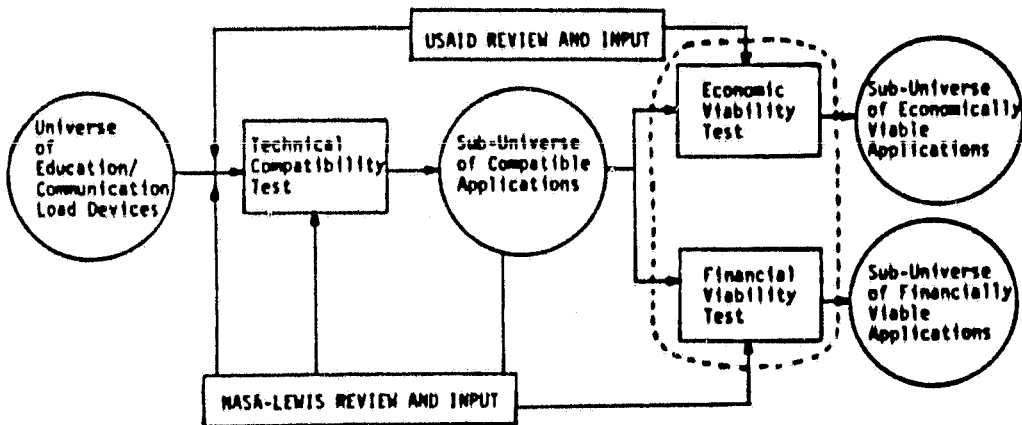 USAID REVIEW AND INPUT
Universe
of
Education/
Communication
Load Devices
Technical
Compatibility
Test
Sub-Universe
of Compatible
Applications
Economic
Viability
Test
Sub-Universe
of Economically
Viable
Applications
Financial
Viability
Test
Sub-Universe
of Financially
Viable
Applications
NASA-LEWIS REVIEW AND INPUT